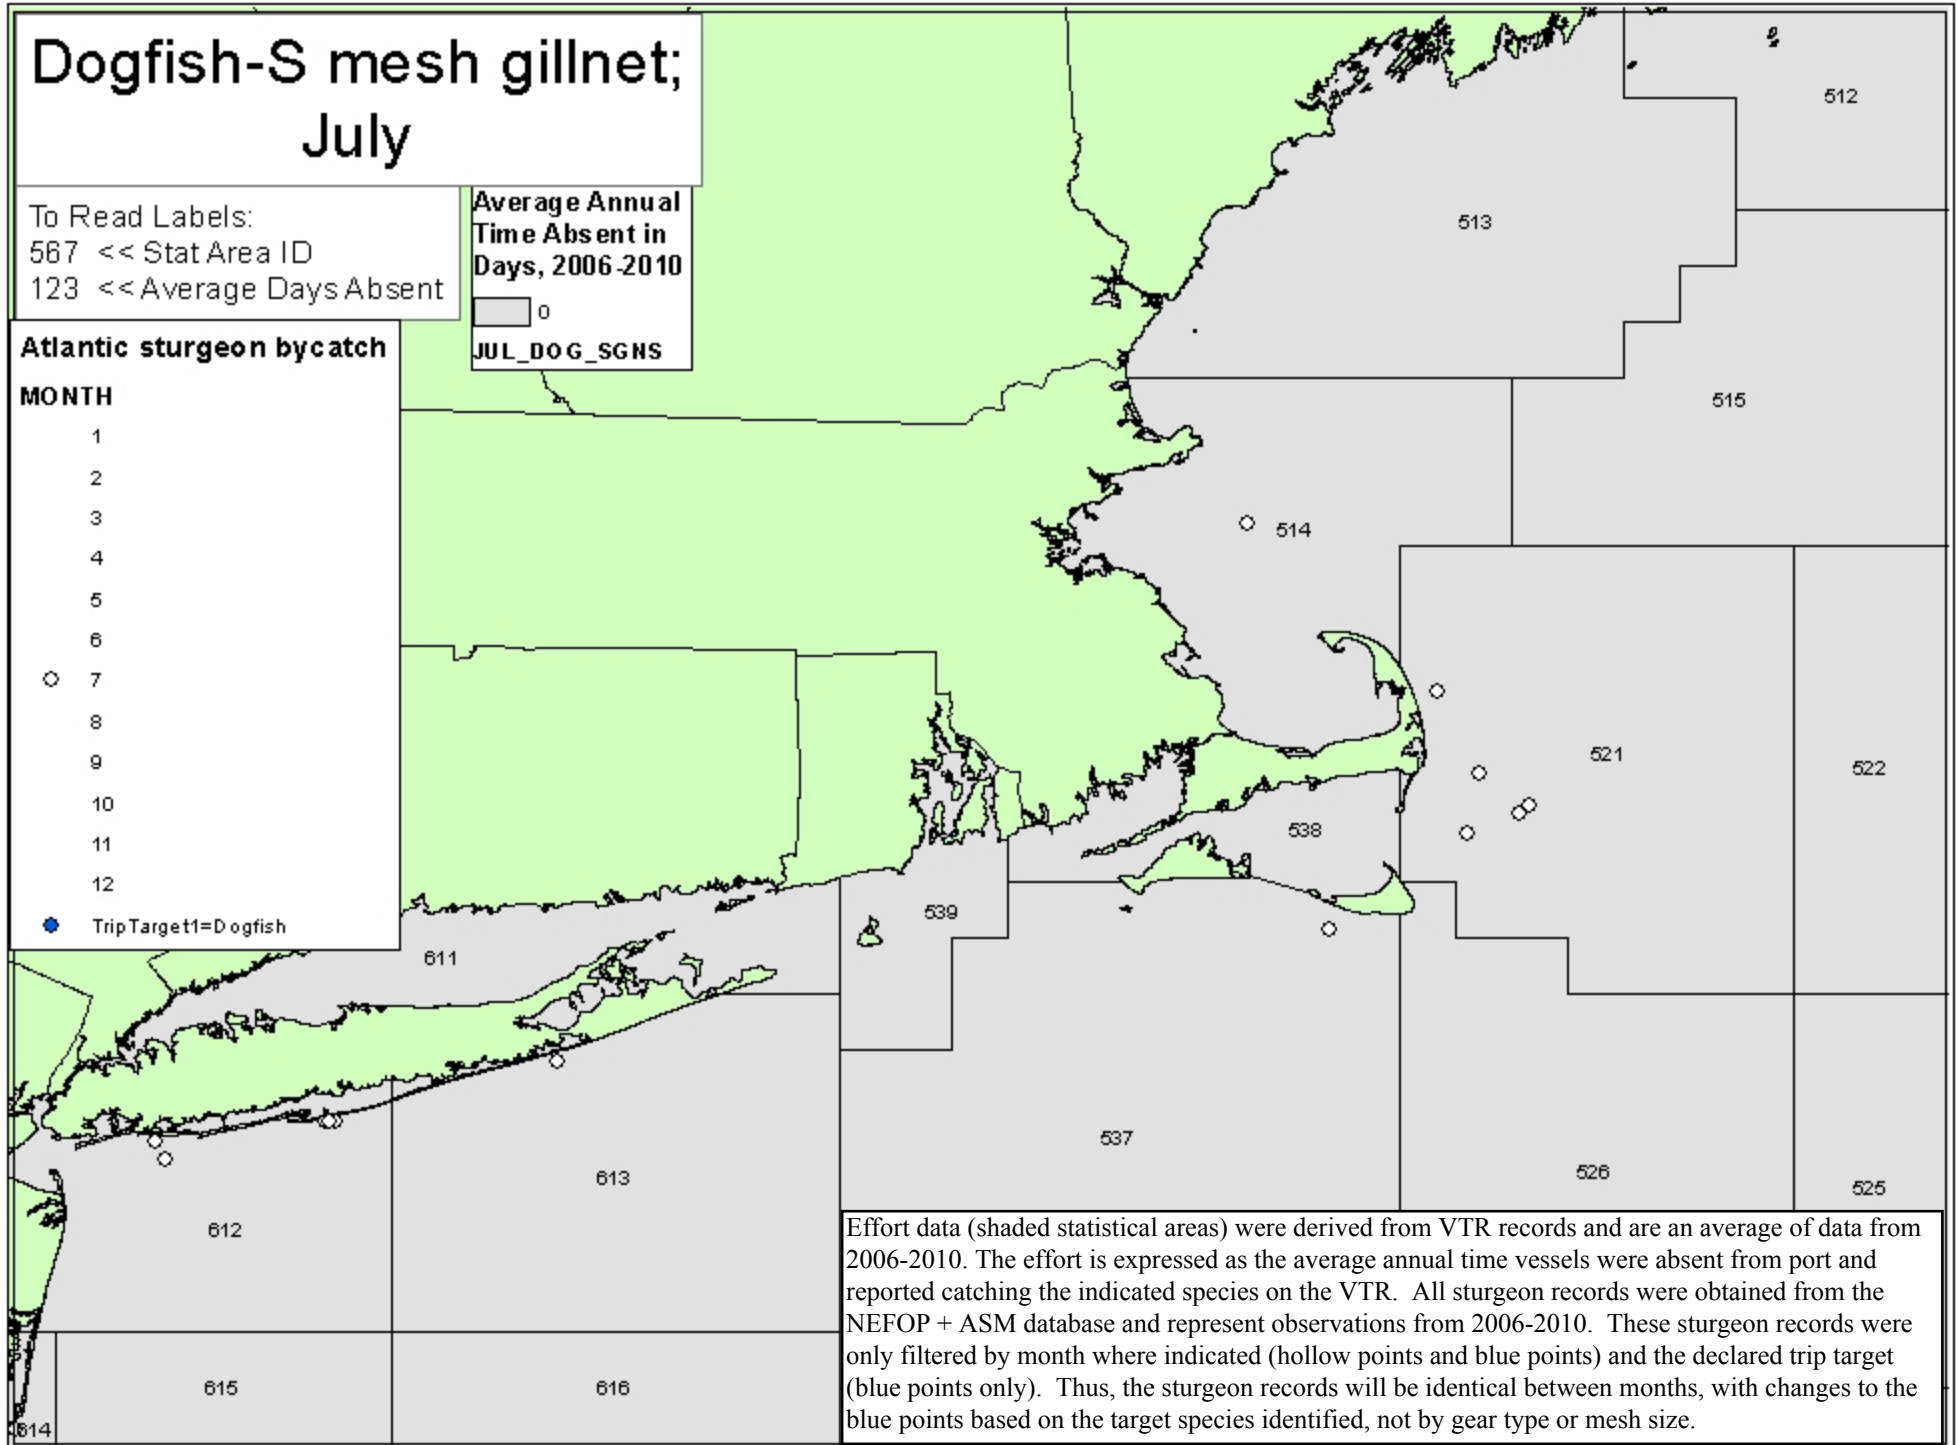 Dogfish-S mesh gillnet;
July
To Read Labels:
567 << Stat Area ID
123 << Average Days Absent
Average Annual
Time Absent in
Days, 2006-2010
0
JUL_DOG_SGNS
Atlantic sturgeon bycatch
MONTH
1
2
3
4
5
6
7
8
9
10
11
12
TripTarget1=Dogfish
512
513
515
514
521
522
538
539
611
537
526
525
613
612
615
616
614
Effort data (shaded statistical areas) were derived from VTR records and are an average of data from
2006-2010. The effort is expressed as the average annual time vessels were absent from port and
reported catching the indicated species on the VTR.  All sturgeon records were obtained from the
NEFOP + ASM database and represent observations from 2006-2010.  These sturgeon records were
only filtered by month where indicated (hollow points and blue points) and the declared trip target
(blue points only).  Thus, the sturgeon records will be identical between months, with changes to the
blue points based on the target species identified, not by gear type or mesh size.